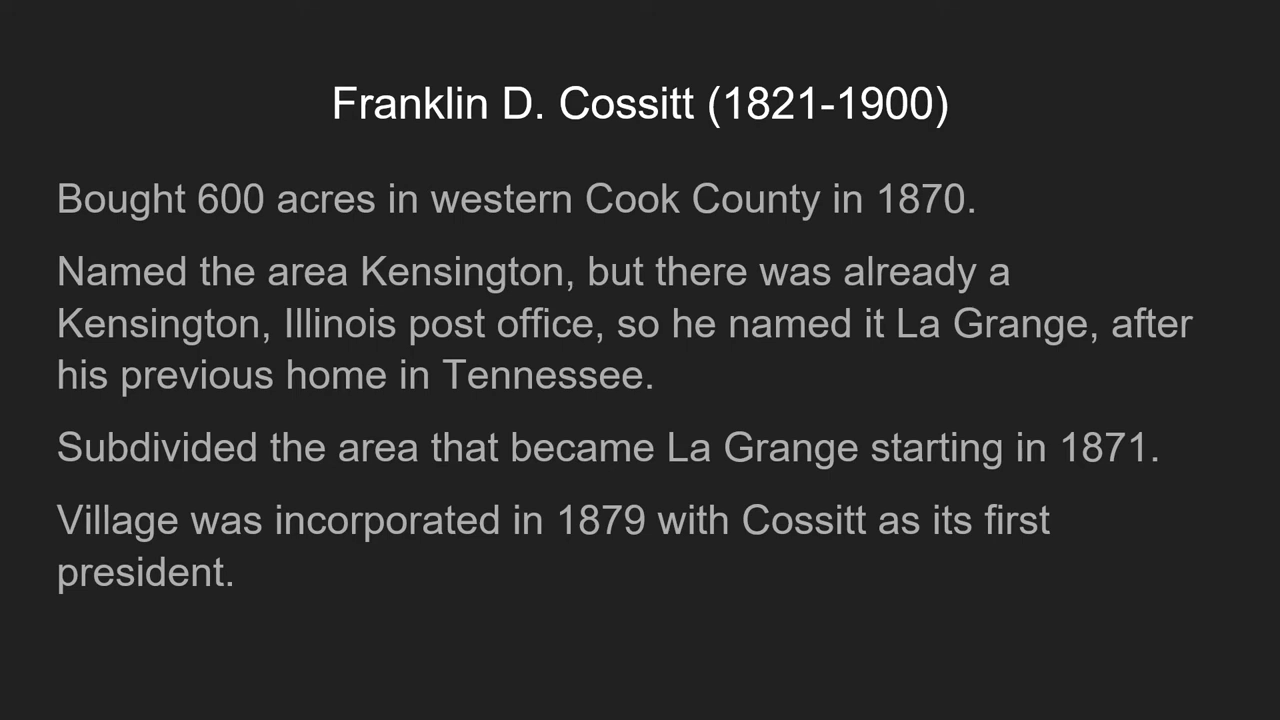 Franklin D. Cossitt (1821-1900)
Bought 600 acres in western Cook County in 1870.
Named the area Kensington, but there was already a
Kensington, Illinois post office, so he named it La Grange, after
his previous home in Tennessee.
Subdivided the area that became La Grange starting in 1871.
Village was incorporated in 1879 with Cossitt as its first
president.